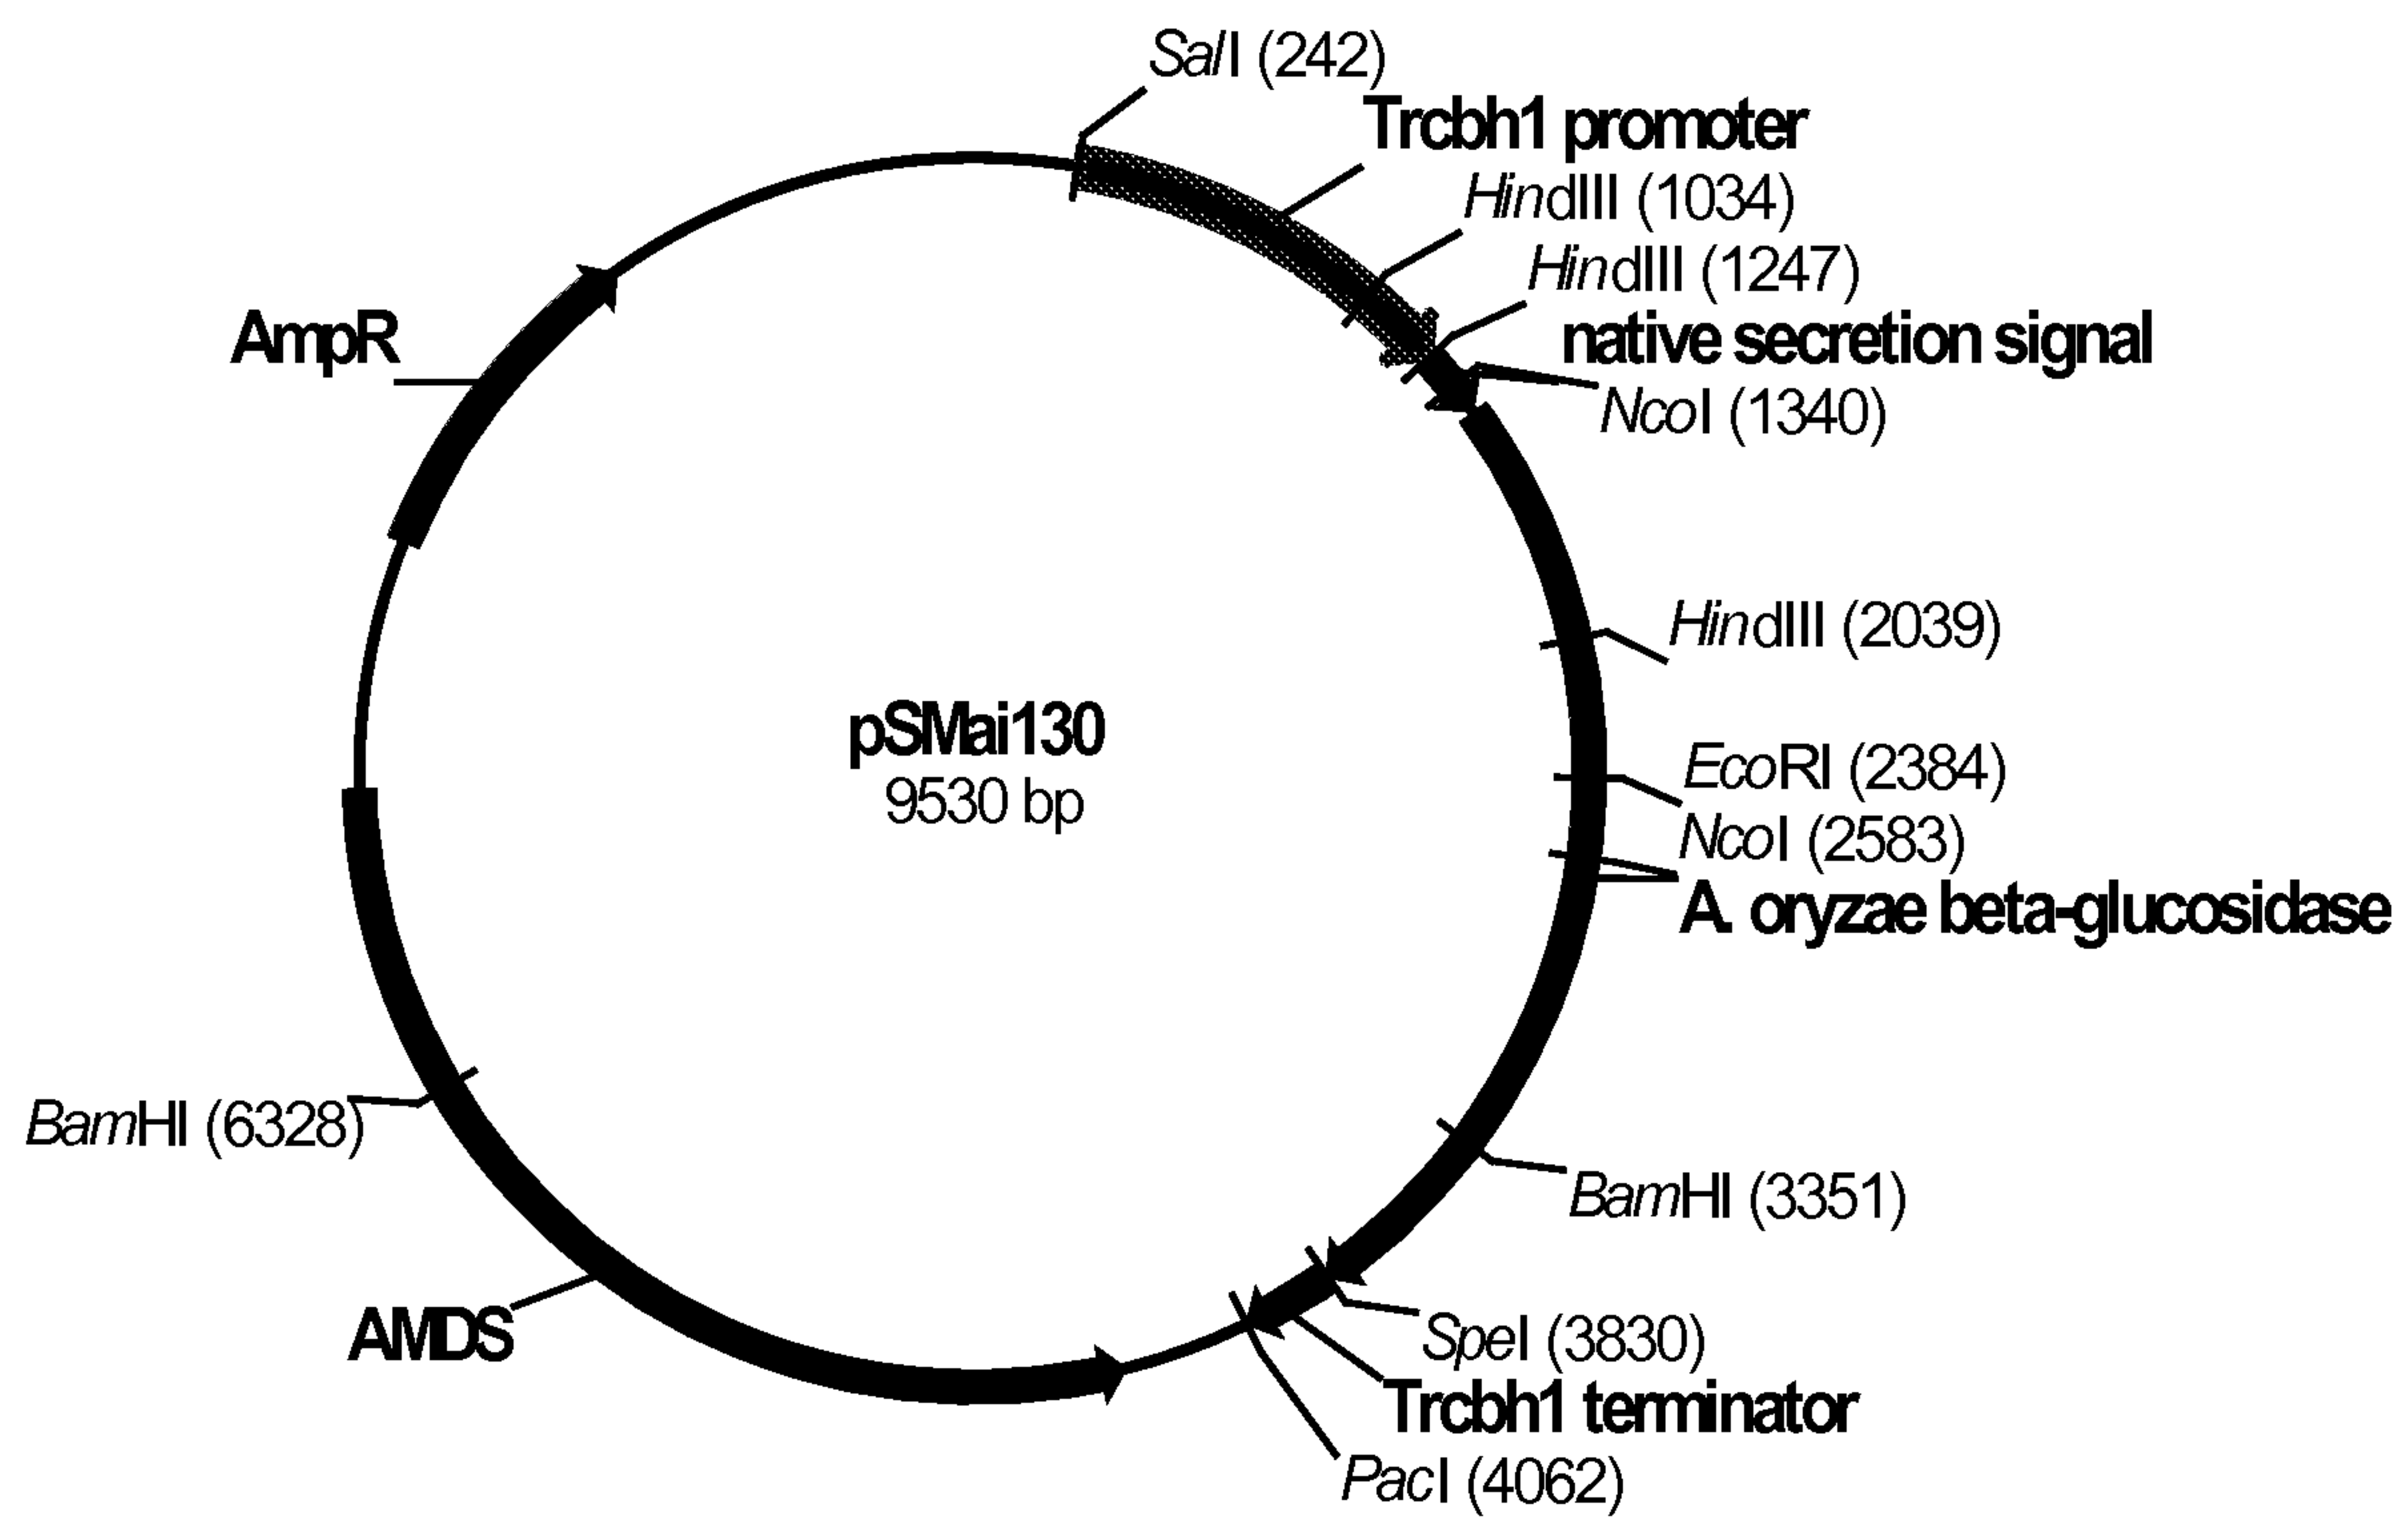 SalI (242)
Trcbh1 promoter
HindIII (1034)
HindIII (1247)
native secretion signal
NcoI (1340)
AmpR
HindIII (2039)
pSMai130
9530 bp
EcoRI (2384)
NcoI (2583)
A. oryzae beta-glucosidase
BamHI (6328)
BamHI (3351)
AMDS
SpeI (3830)
Trcbh1 terminator
PacI (4062)